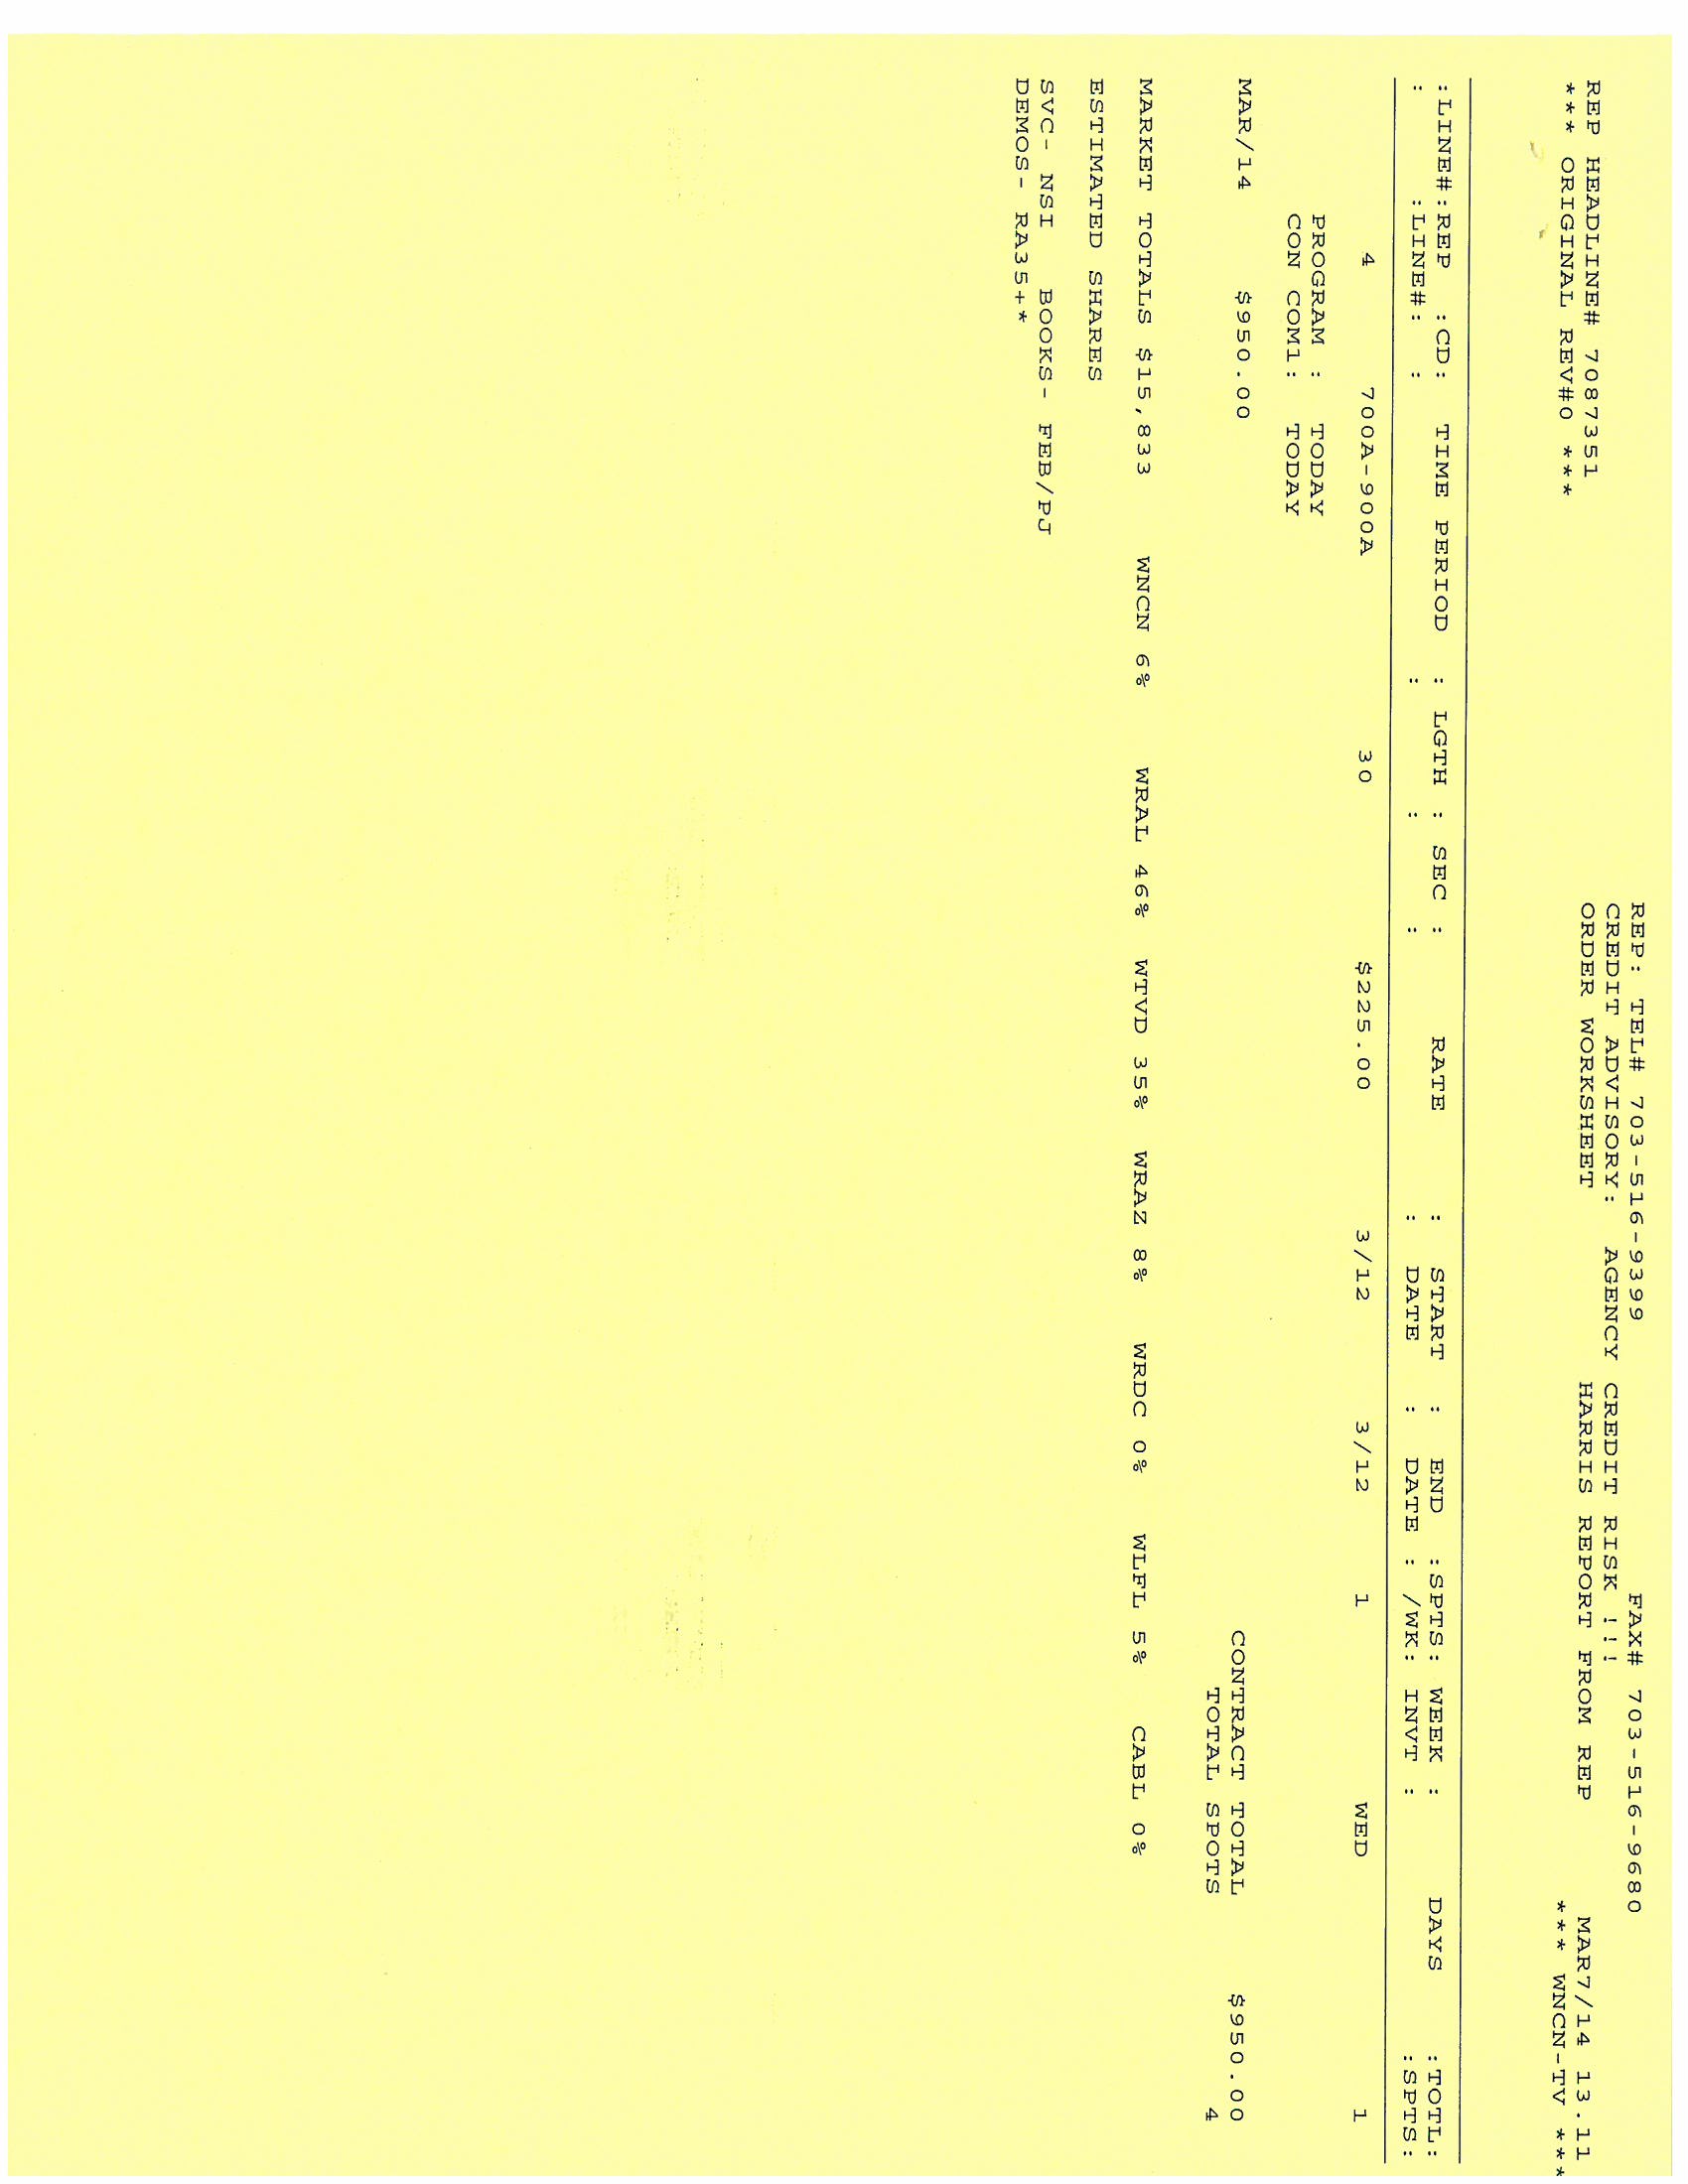 REP: TEL# 703-516-9399 FAX# 703-516-9680
CREDIT ADVISORY: AGENCY CREDIT RISK !!!
REP HEADLINE# 7087351 ORDER WORKSHEET HARRIS REPORT FROM REP MAR7/14 13.11
*** ORIGINAL REV#0 *** *** WNCN-TV ***
:LINE#:REP :CD: TIME PERIOD : LGTH : SEC : RATE : START : END :SPTS: WEEK : DAYS :TOTL:
: :LINE#: : : : : : DATE : DATE : /WK: INVT : :SPTS:
4 700A-900A 30 $225.00 3/12 3/12 1 WED 1
PROGRAM : TODAY
CON COM1: TODAY
MAR/14 $950.00 CONTRACT TOTAL $950.00
TOTAL SPOTS 4
MARKET TOTALS $15,833 WNCN 6% WRAL 46% WTVD 35% WRAZ 8% WRDC 0% WLFL 5% CABL 0%
ESTIMATED SHARES
SVC- NSI BOOKS- FEB/PJ
DEMOS- RA35+*